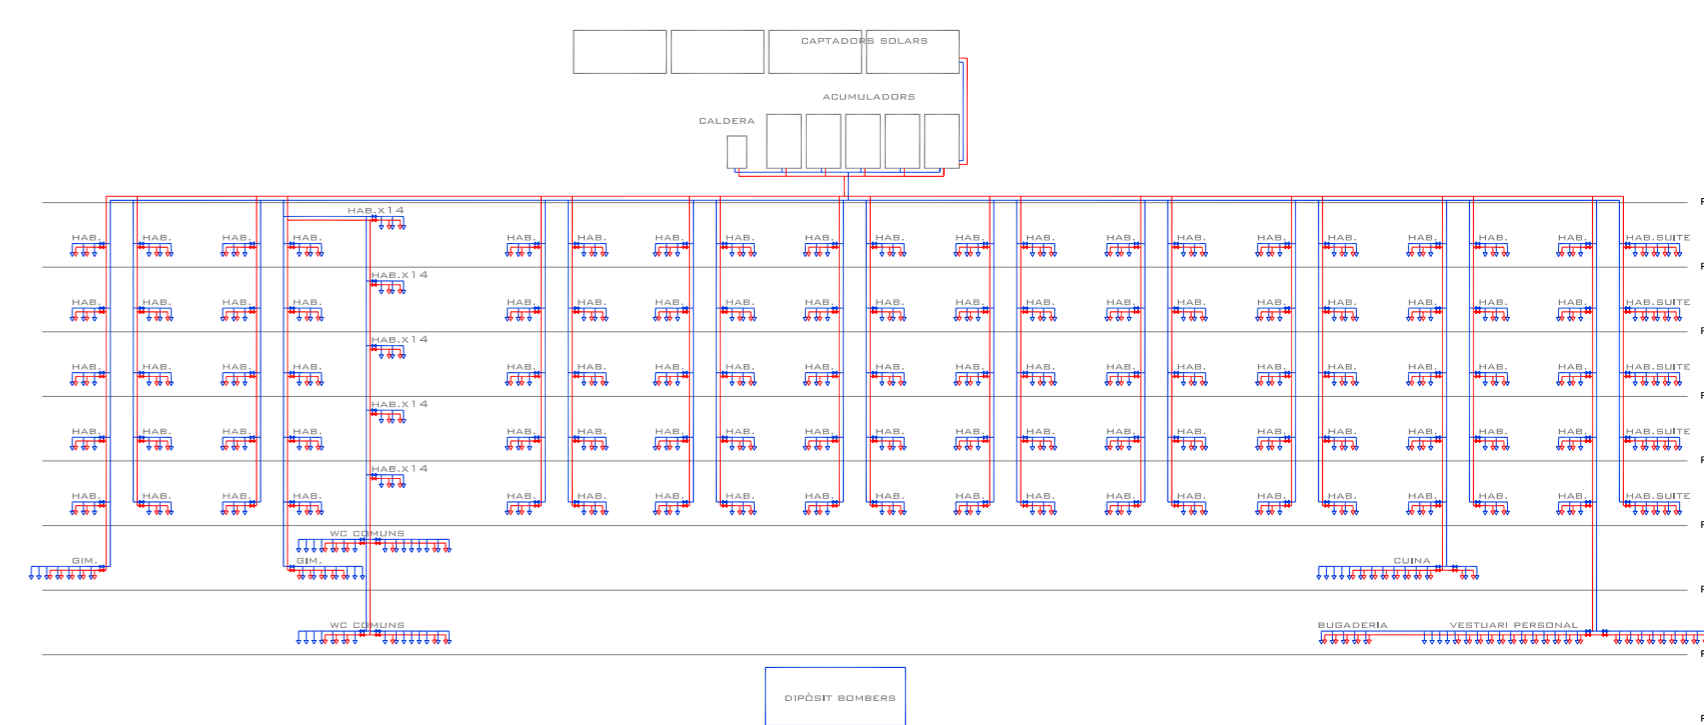 CAPTADORS SOLARS
ACUMULADORS
CALDERA
HAB.X14
HAB. HAB. HAB. HAB. HAB. HAB. HAB. HAB. HAB. HAB. HAB. HAB. HAB. HAB. HAB. HAB. HAB. HAB. HAB. HAB.SUITE
HAB.X14
HAB. HAB. HAB. HAB. HAB. HAB. HAB. HAB. HAB. HAB. HAB. HAB. HAB. HAB. HAB. HAB. HAB. HAB. HAB. HAB.SUITE
HAB.X14
HAB. HAB. HAB. HAB. HAB. HAB. HAB. HAB. HAB. HAB. HAB. HAB. HAB. HAB. HAB. HAB. HAB. HAB. HAB. HAB.SUITE
HAB.X14
HAB. HAB. HAB. HAB. HAB. HAB. HAB. HAB. HAB. HAB. HAB. HAB. HAB. HAB. HAB. HAB. HAB. HAB. HAB. HAB.SUITE
HAB.X14
HAB. HAB. HAB. HAB. HAB. HAB. HAB. HAB. HAB. HAB. HAB. HAB. HAB. HAB. HAB. HAB. HAB. HAB. HAB. HAB.SUITE
WC COMUNS
GIM. GIM. CUINA
WC COMUNS BUGADERIA VESTUARI PERSONAL
DIPÒSIT BOMBERS